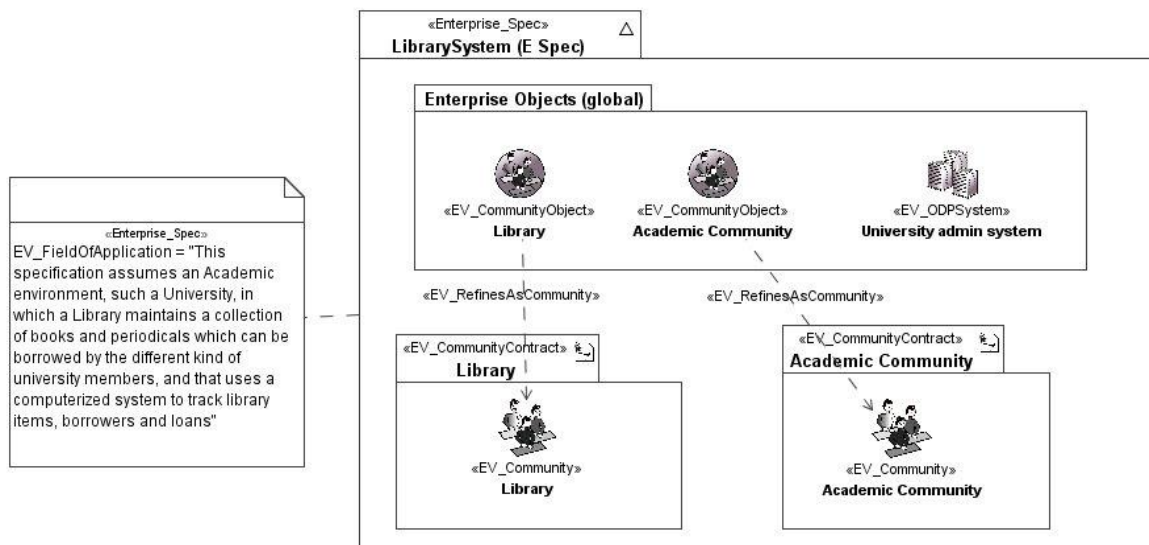 «Enterprise_Spec»
LibrarySystem (E Spec)
Enterprise Objects (global)
«EV_CommunityObject»
Library
«EV_CommunityObject»
Academic Community
«EV_ODPSystem»
University admin system
«Enterprise_Spec»
EV_FieldOfApplication = "This
specification assumes an Academic
environment, such a University, in
which a Library maintains a collection
of books and periodicals which can be
borrowed by the different kind of
university members, and that uses a
computerized system to track library
items, borrowers and loans"
«EV_RefinesAsCommunity»
«EV_RefinesAsCommunity»
«EV_CommunityContract»
Library
«EV_Community»
Library
«EV_CommunityContract»
Academic Community
«EV_Community»
Academic Community